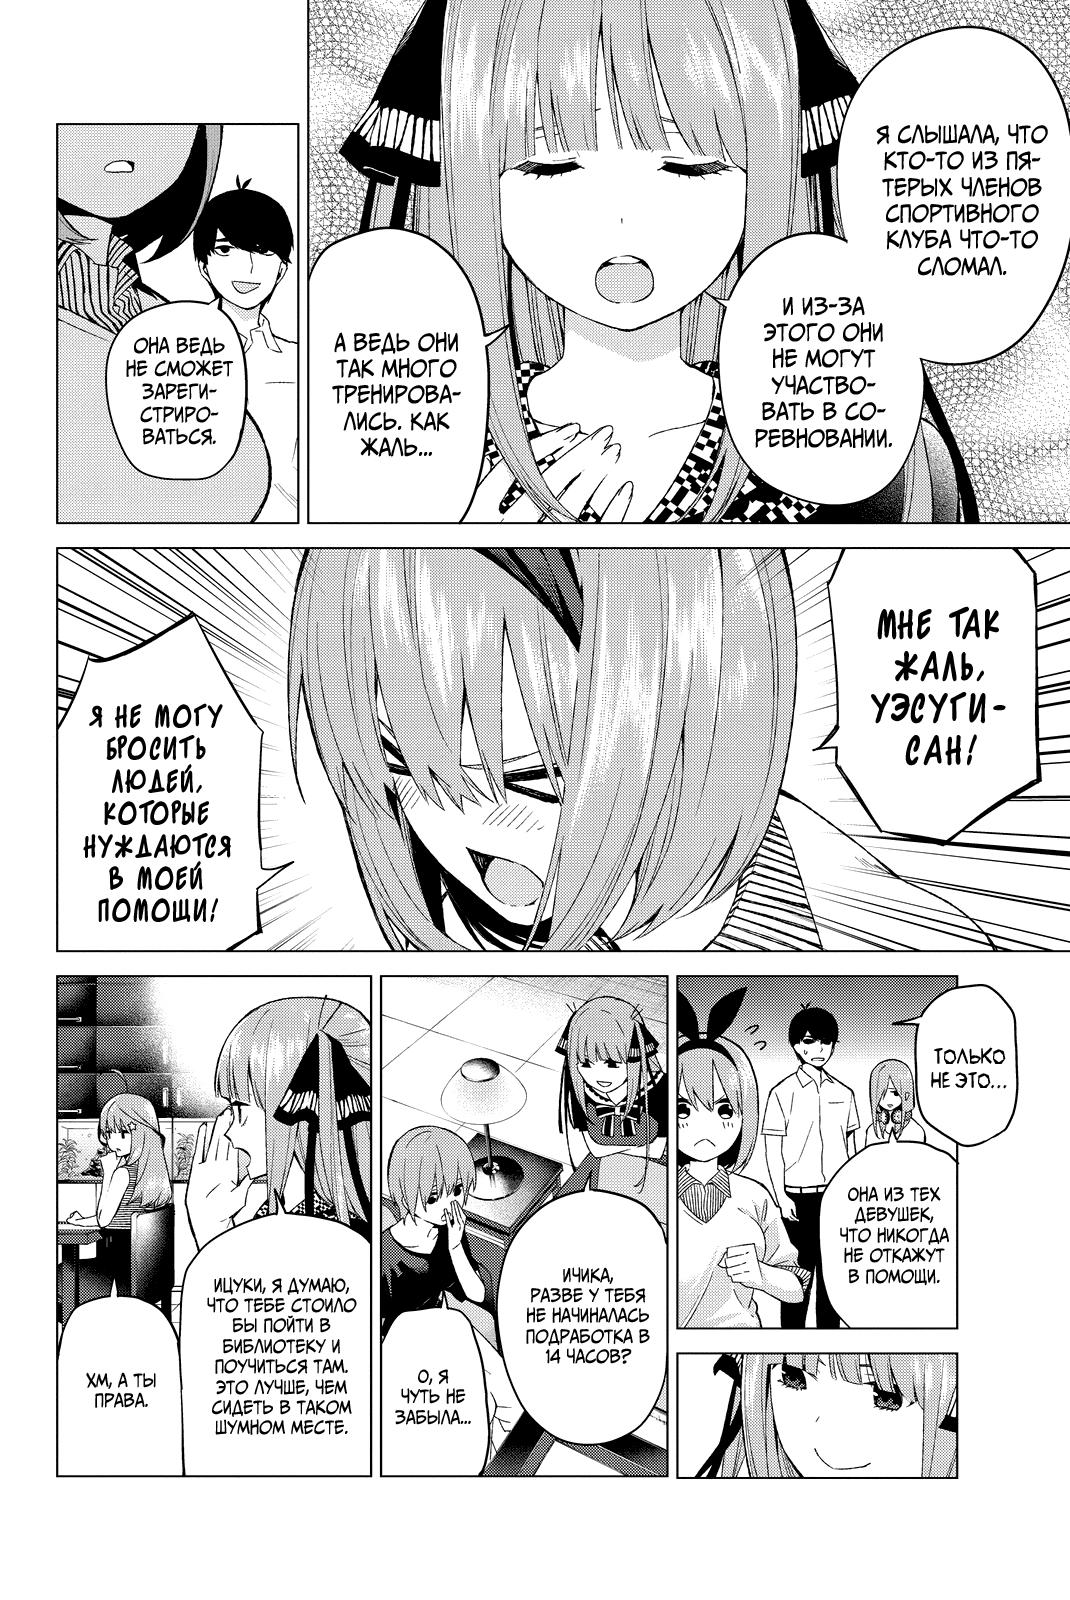 Я СЛЫШАЛА, ЧТО
КТО-ТО ИЗ ПЯ-
ТЕРЫХ ЧЛЕНОВ
СПОРТИВНОГО
КЛУБА ЧТО-ТО
СЛОМАЛ.
И ИЗ-ЗА
ЭТОГО ОНИ
НЕ МОГУТ
УЧАСТВО-
ВАТЬ В СО-
РЕВНОВАНИИ.
А ВЕДЬ ОНИ
ТАК МНОГО
ТРЕНИРОВА-
ЛИСЬ. КАК
ЖАЛЬ...
ОНА ВЕДЬ
НЕ СМОЖЕТ
ЗАРЕГИ-
СТРИРО-
ВАТЬСЯ.
МНЕ ТАК
ЖАЛЬ,
УЭСУГИ-
САН!
Я НЕ МОГУ
БРОСИТЬ
ЛЮДЕЙ,
КОТОРЫЕ
НУЖДАЮТСЯ
В МОЕЙ
ПОМОЩИ!
ТОЛЬКО
НЕ ЭТО...
ОНА ИЗ ТЕХ
ДЕВУШЕК,
ЧТО НИКОГДА
НЕ ОТКАЖУТ
В ПОМОЩИ.
ИЧИКА,
РАЗВЕ У ТЕБЯ
НЕ НАЧИНАЛАСЬ
ПОДРАБОТКА В
14 ЧАСОВ?
О, Я
ЧУТЬ НЕ
ЗАБЫЛА...
ИЦУКИ, Я ДУМАЮ,
ЧТО ТЕБЕ СТОИЛО
БЫ ПОЙТИ В
БИБЛИОТЕКУ И
ПОУЧИТЬСЯ ТАМ.
ЭТО ЛУЧШЕ, ЧЕМ
СИДЕТЬ В ТАКОМ
ШУМНОМ МЕСТЕ.
ХМ, А ТЫ
ПРАВА.